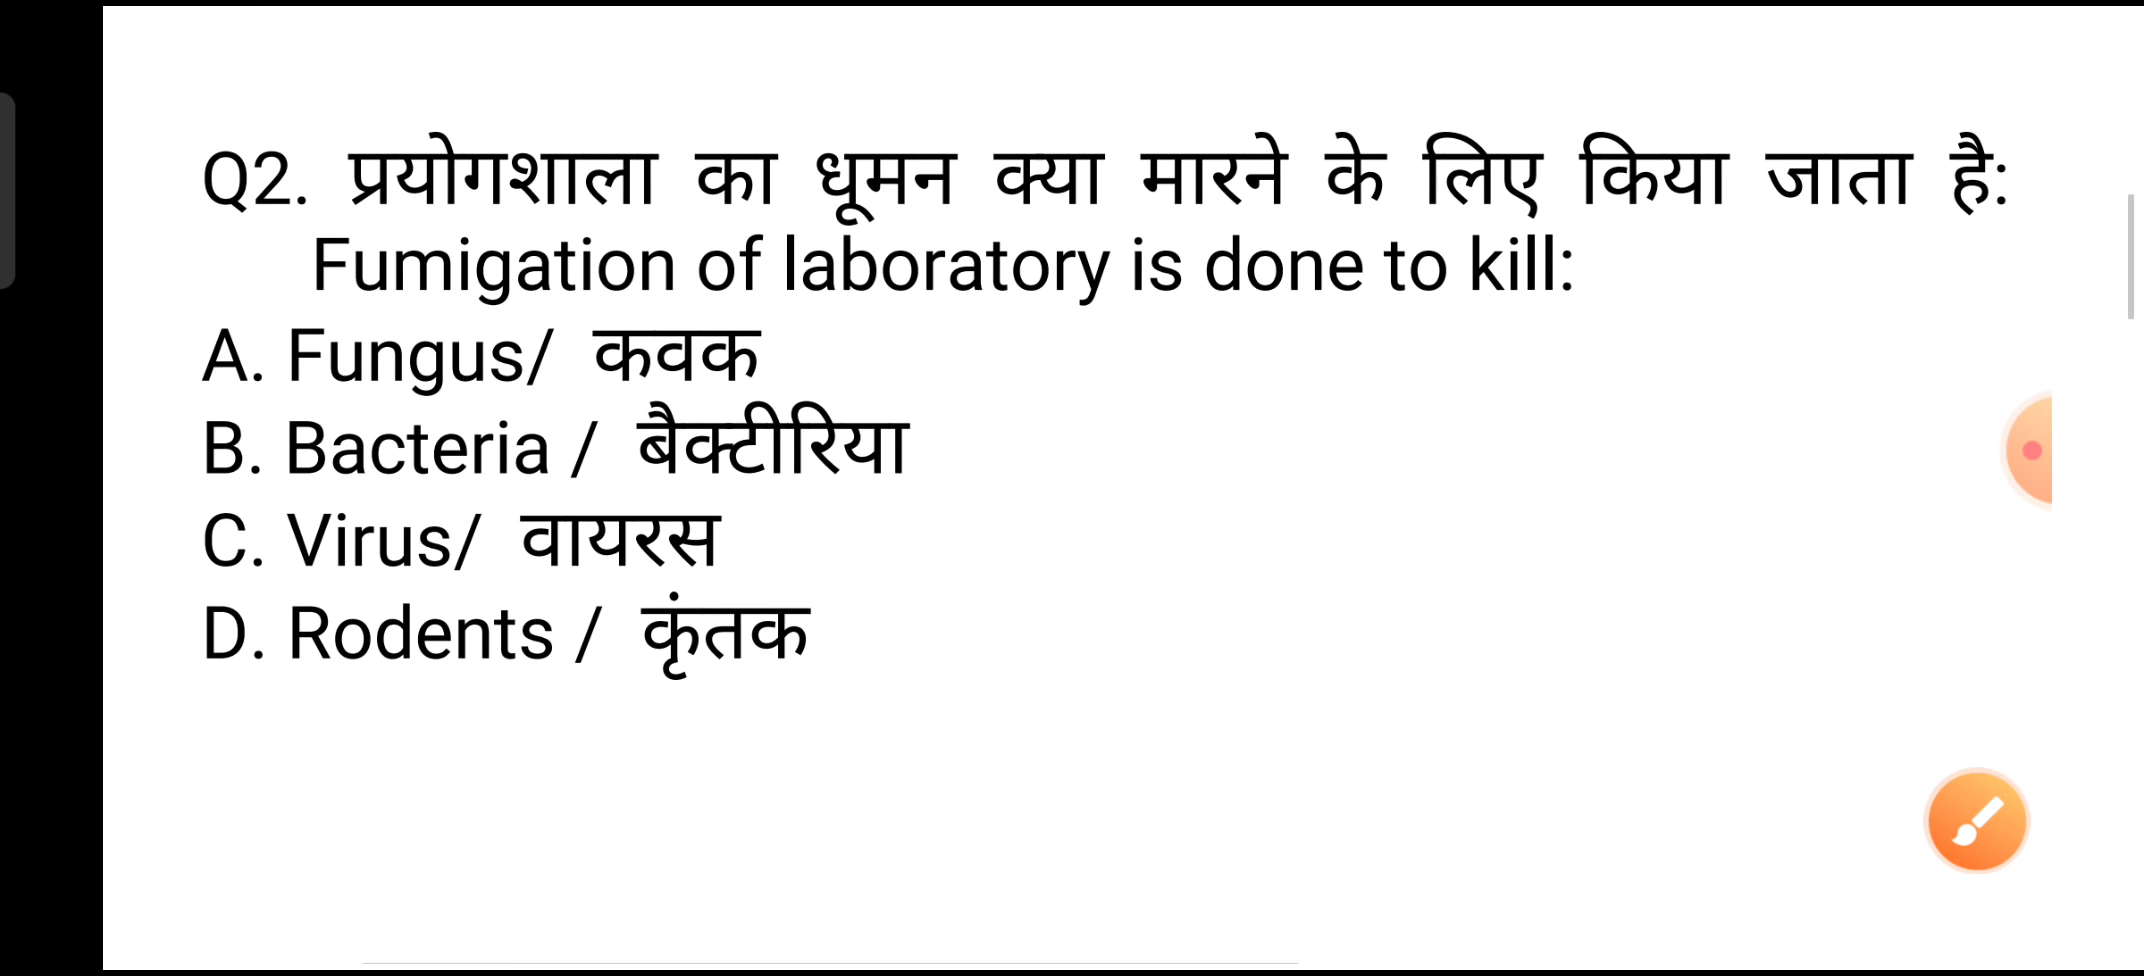 Q2. प्रयोगशाला का धूमन क्या मारने के लिए किया जाता है:
Fumigation of laboratory is done to kill:
A. Fungus/ कवक
B. Bacteria / बैक्टीरिया
C. Virus/ वायरस
D. Rodents / कृंतक